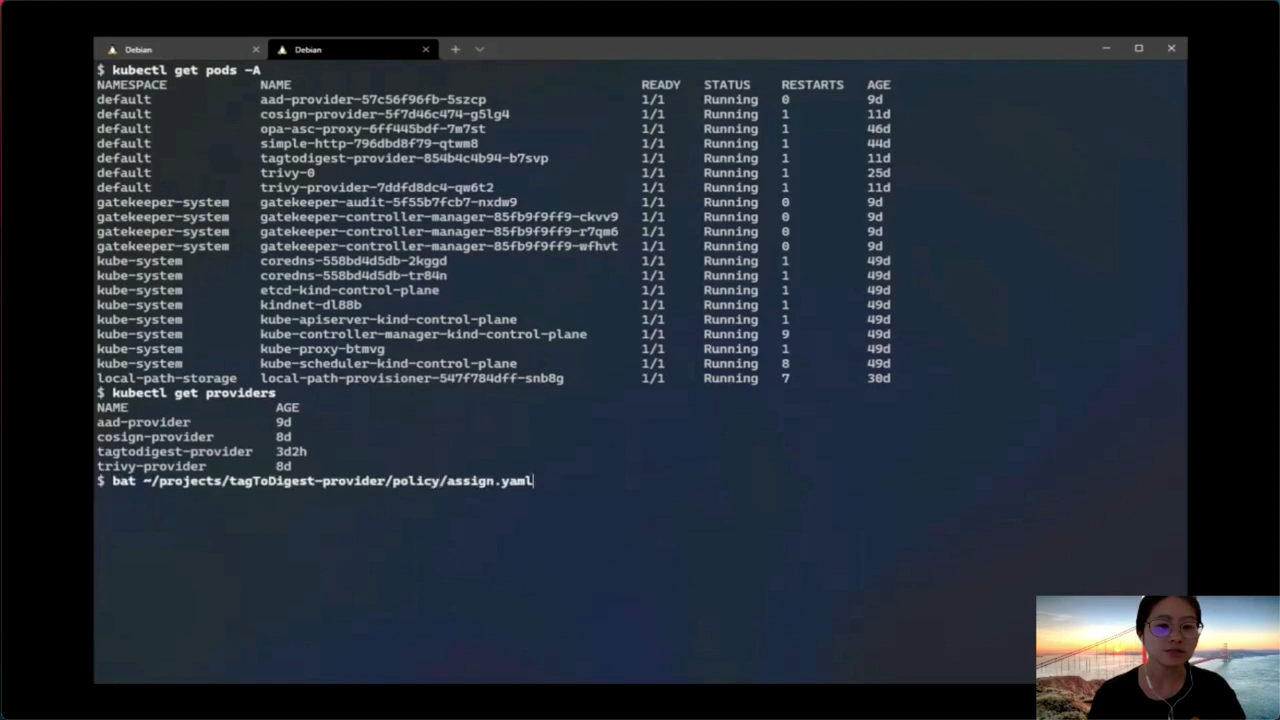 Debian Debian
$ kubectl get pods -A
NAMESPACE NAME READY STATUS RESTARTS AGE
default aad-provider-57c56f96fb-5szcp 1/1 Running 0 9d
default cosign-provider-5f7d46c474-g5lg4 1/1 Running 1 11d
default opa-asc-proxy-6ff445bdf-7m7st 1/1 Running 1 46d
default simple-http-796dbd8f79-qtwm8 1/1 Running 1 44d
default tagtodigest-provider-854b4c4b94-b7svp 1/1 Running 1 11d
default trivy-0 1/1 Running 1 25d
default trivy-provider-7ddfd8dc4-qw6t2 1/1 Running 1 11d
gatekeeper-system gatekeeper-audit-5f55b7fcb7-nxdw9 1/1 Running 0 9d
gatekeeper-system gatekeeper-controller-manager-85fb9f9ff9-ckvv9 1/1 Running 0 9d
gatekeeper-system gatekeeper-controller-manager-85fb9f9ff9-r7qm6 1/1 Running 0 9d
gatekeeper-system gatekeeper-controller-manager-85fb9f9ff9-wfhvt 1/1 Running 0 9d
kube-system coredns-558bd4d5db-2kggd 1/1 Running 1 49d
kube-system coredns-558bd4d5db-tr84n 1/1 Running 1 49d
kube-system etcd-kind-control-plane 1/1 Running 1 49d
kube-system kindnet-dl88b 1/1 Running 1 49d
kube-system kube-apiserver-kind-control-plane 1/1 Running 1 49d
kube-system kube-controller-manager-kind-control-plane 1/1 Running 9 49d
kube-system kube-proxy-btmvg 1/1 Running 1 49d
kube-system kube-scheduler-kind-control-plane 1/1 Running 8 49d
local-path-storage local-path-provisioner-547f784dff-snb8g 1/1 Running 7 30d
$ kubectl get providers
NAME AGE
aad-provider 9d
cosign-provider 8d
tagtodigest-provider 3d2h
trivy-provider 8d
$ bat ~/projects/tagToDigest-provider/policy/assign.yaml